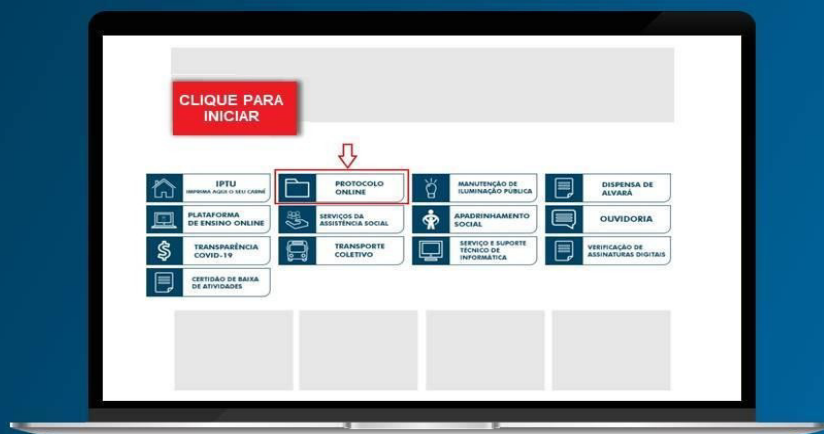 CLIQUE PARA
INICIAR
IPTU
IMPRIMA AQUI O SEU CARNÊ
PROTOCOLO
ONLINE
MANUTENÇÃO DE
ILUMINAÇÃO PÚBLICA
DISPENSA DE
ALVARÁ
PLATAFORMA
DE ENSINO ONLINE
SERVIÇOS DA
ASSISTÊNCIA SOCIAL
APADRINHAMENTO
SOCIAL
OUVIDORIA
TRANSPARÊNCIA
COVID-19
TRANSPORTE
COLETIVO
SERVIÇO E SUPORTE
TÉCNICO DE
INFORMÁTICA
VERIFICAÇÃO DE
ASSINATURAS DIGITAIS
CERTIDÃO DE BAIXA
DE ATIVIDADES